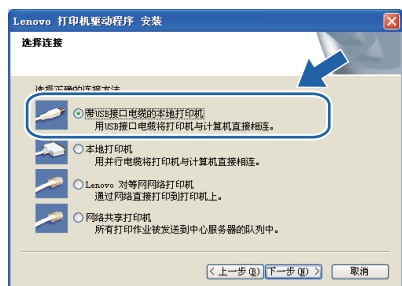 Lenovo 打印机驱动程序 安装
选择连接
选择正确的连接方法
带USB接口电缆的本地打印机
用USB接口电缆将打印机与计算机直接相连。
本地打印机
用并行电缆将打印机与计算机直接相连。
Lenovo 对等网网络打印机
通过网络直接打印到打印机上。
网络共享打印机
所有打印作业被发送到中心服务器的队列中。
< 上一步(B) 下一步(N) > 取消